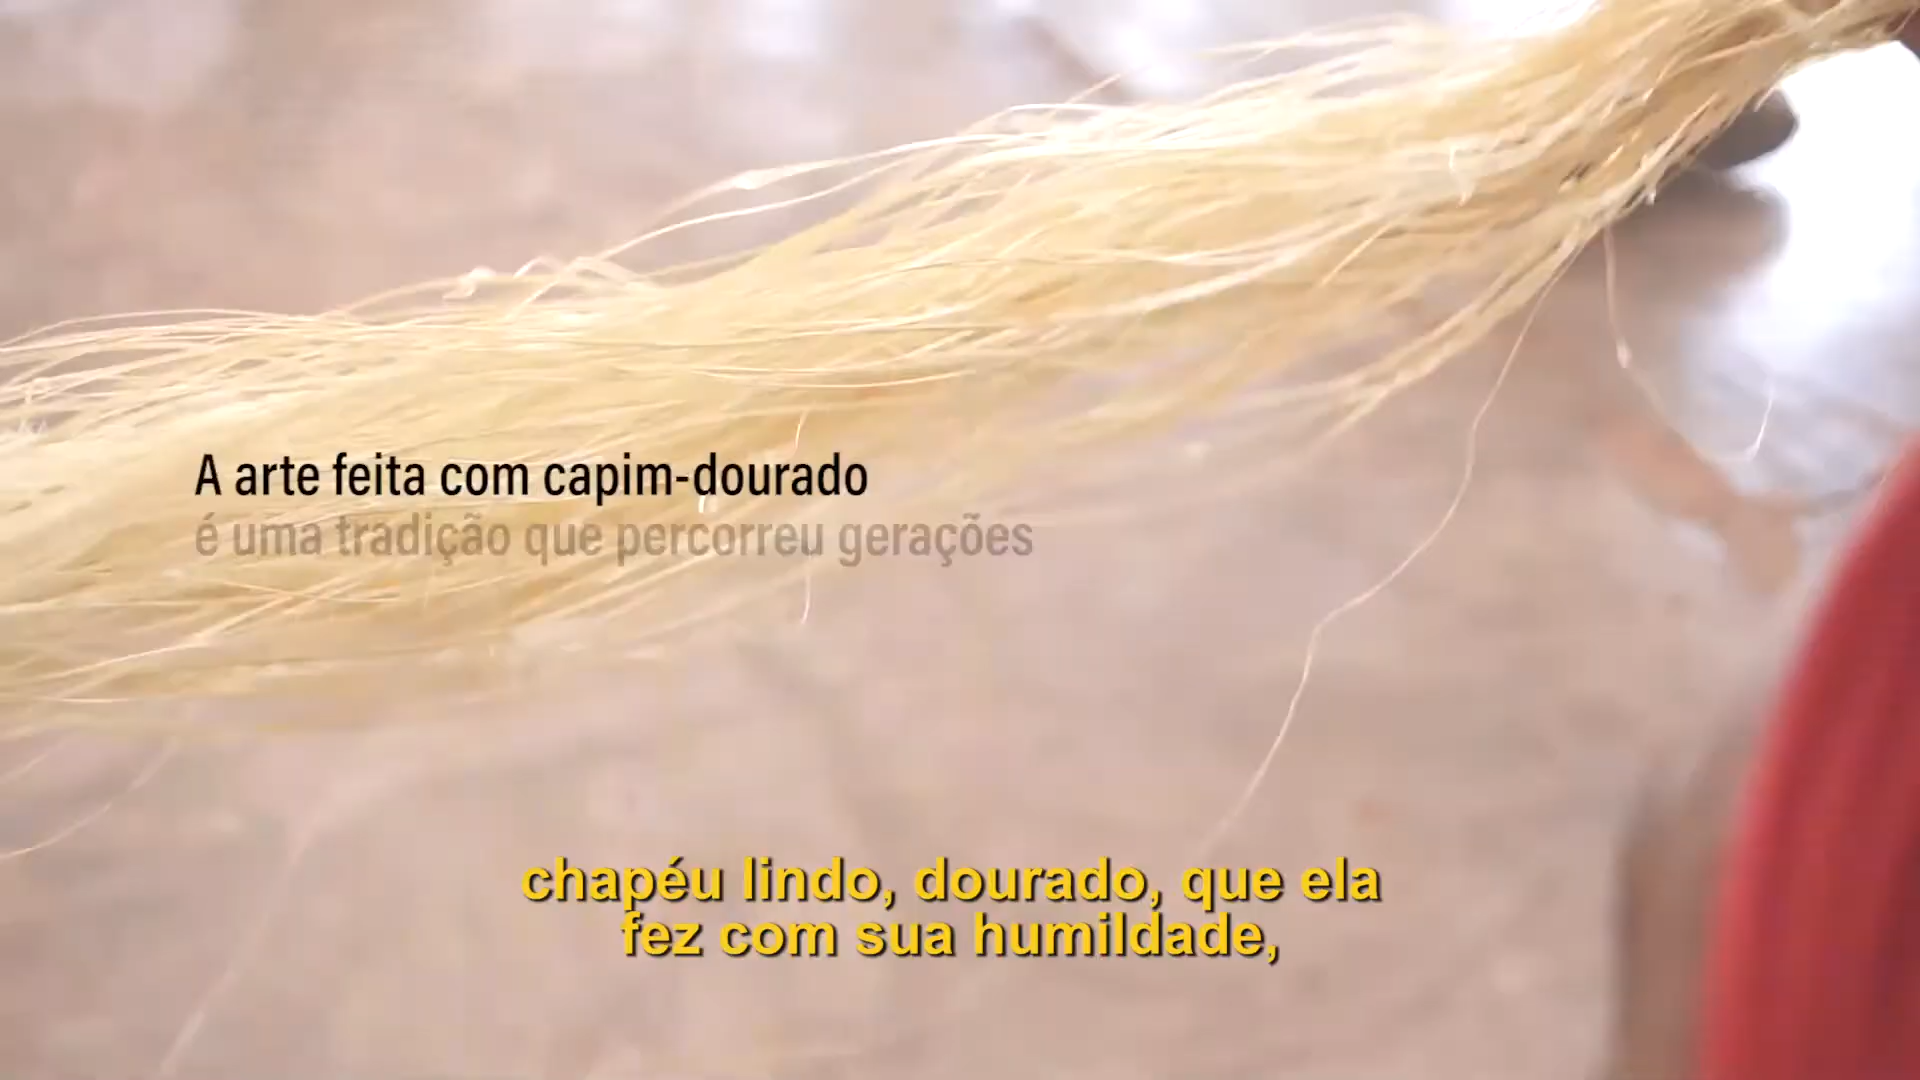 A arte feita com capim-dourado
é uma tradição que percorreu gerações
chapéu lindo, dourado, que ela
fez com sua humildade,